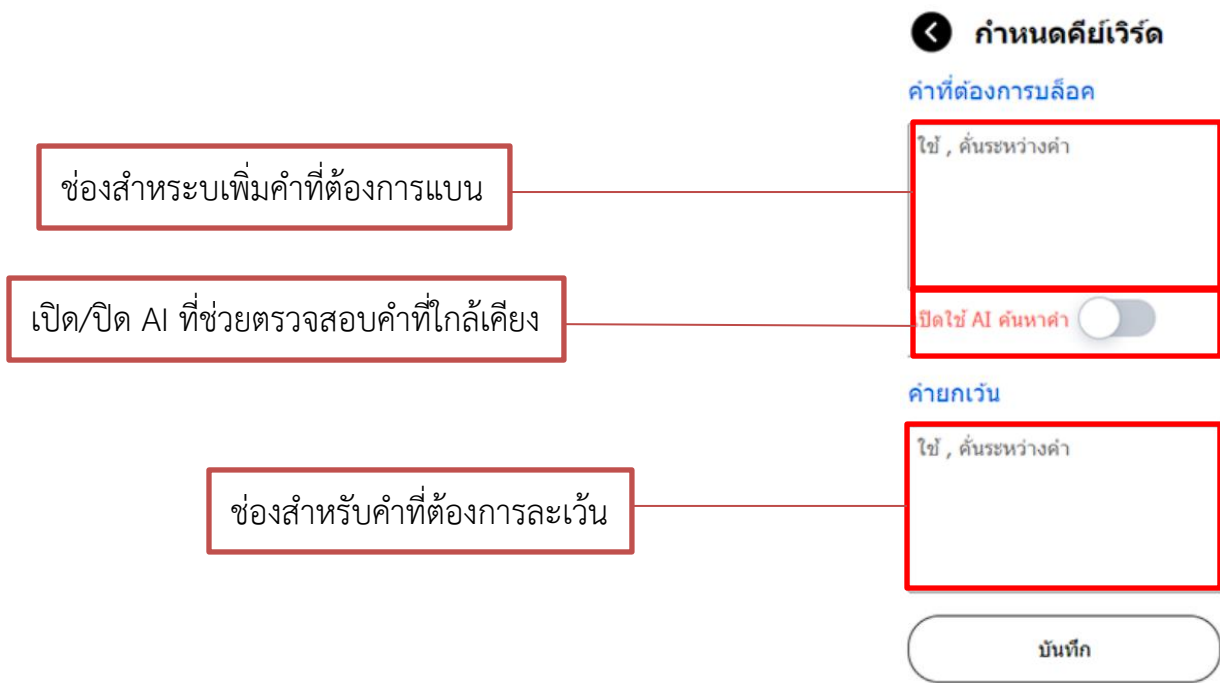 กำหนดคีย์เวิร์ด
คำที่ต้องการบล็อค
ใช้ , คั่นระหว่างคำ
ช่องสำหระบเพิ่มคำที่ต้องการแบน
เปิด/ปิด AI ที่ช่วยตรวจสอบคำที่ใกล้เคียง
เปิดใช้ AI ค้นหาคำ
คำยกเว้น
ใช้ , คั่นระหว่างคำ
ช่องสำหรับคำที่ต้องการละเว้น
บันทึก